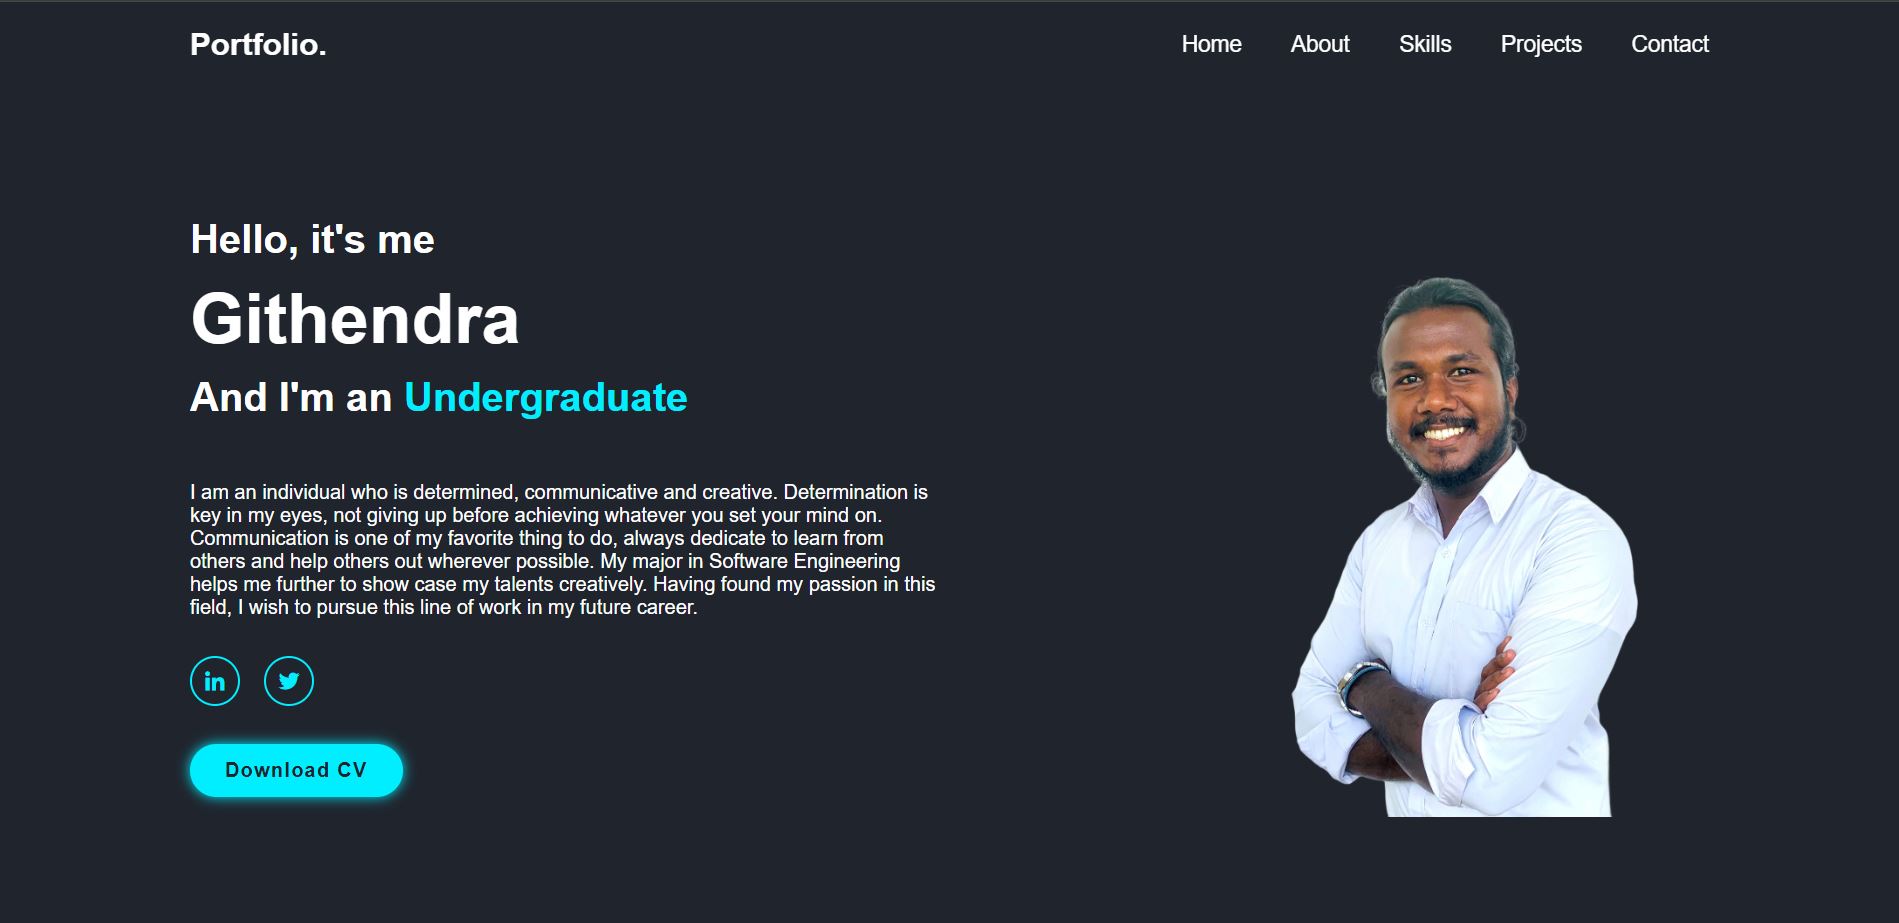 Portfolio.
Home About Skills Projects Contact
Hello, it's me
Githendra
And I'm an Undergraduate
I am an individual who is determined, communicative and creative. Determination is
key in my eyes, not giving up before achieving whatever you set your mind on.
Communication is one of my favorite thing to do, always dedicate to learn from
others and help others out wherever possible. My major in Software Engineering
helps me further to show case my talents creatively. Having found my passion in this
field, I wish to pursue this line of work in my future career.
in
Download CV